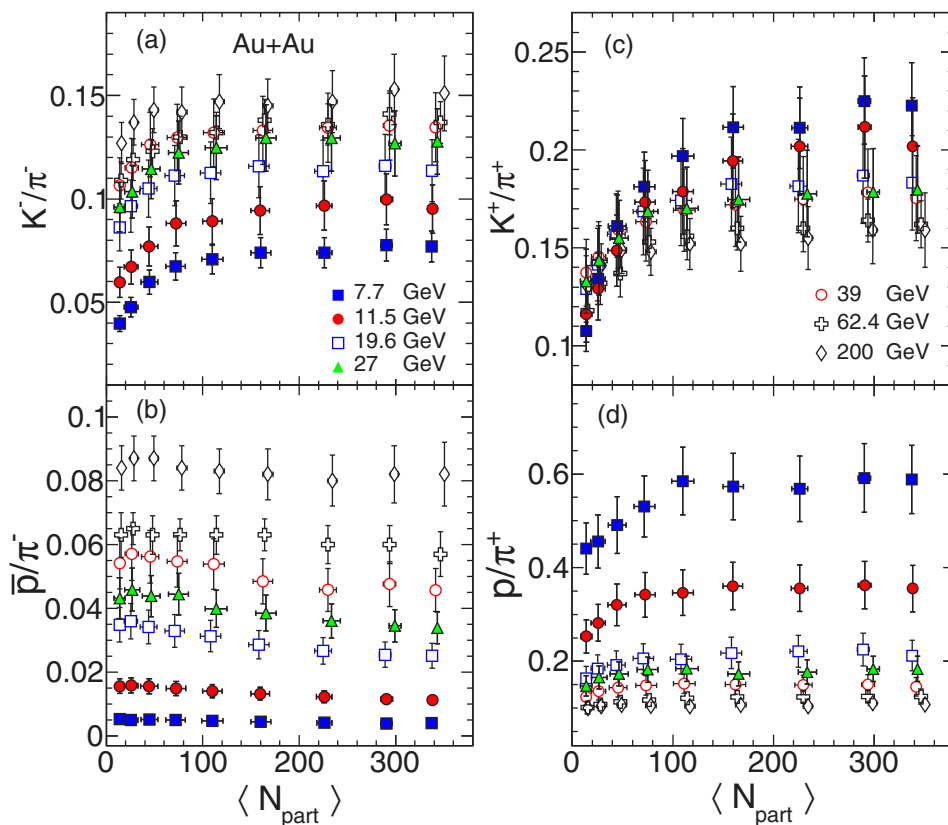 (a) Au+Au
K⁻/π⁻
0.15
0.1
0.05
7.7 GeV
11.5 GeV
19.6 GeV
27 GeV
(c)
K⁺/π⁺
0.25
0.2
0.15
0.1
39 GeV
62.4 GeV
200 GeV
(b)
p̅/π⁻
0.1
0.08
0.06
0.04
0.02
0
0 100 200 300
⟨ N_part ⟩
(d)
p/π⁺
0.6
0.4
0.2
0 100 200 300
⟨ N_part ⟩